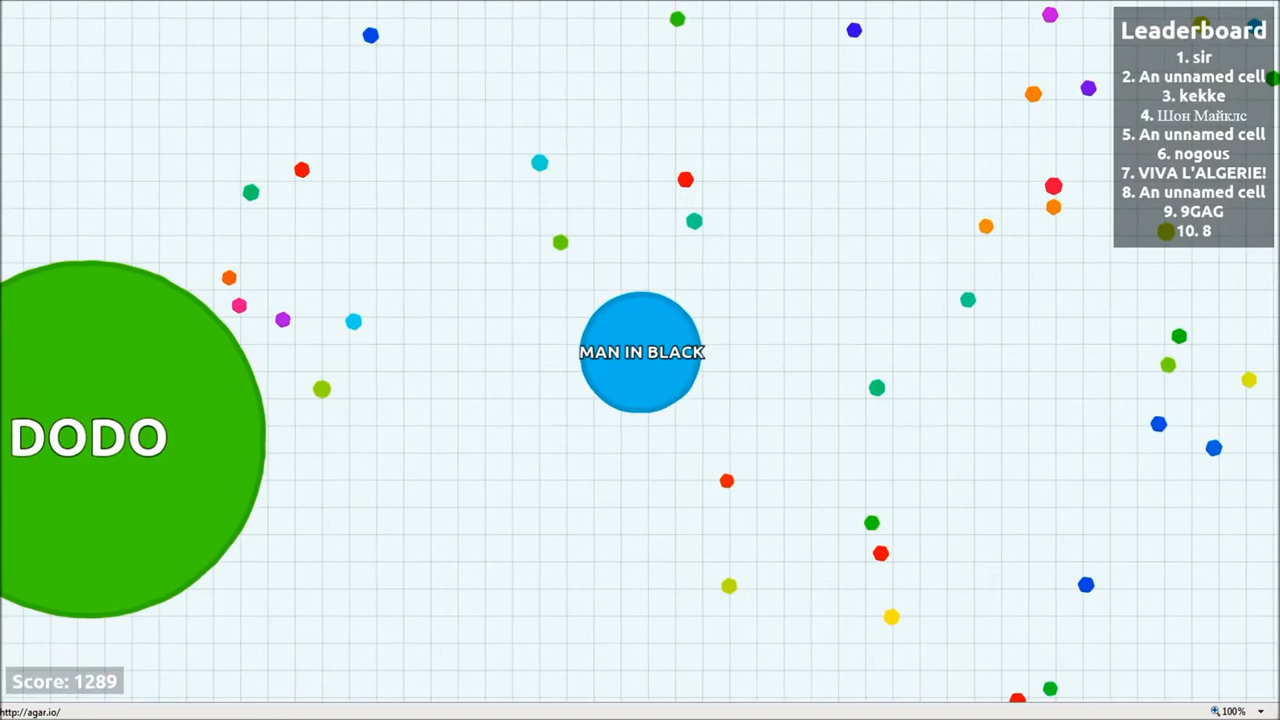 Leaderboard
1. sir
2. An unnamed cell
3. kekke
4. Шон Майклс
5. An unnamed cell
6. nogous
7. VIVA L'ALGERIE!
8. An unnamed cell
9. 9GAG
10. 8
MAN IN BLACK
DODO
Score: 1289
http://agar.io/
100%